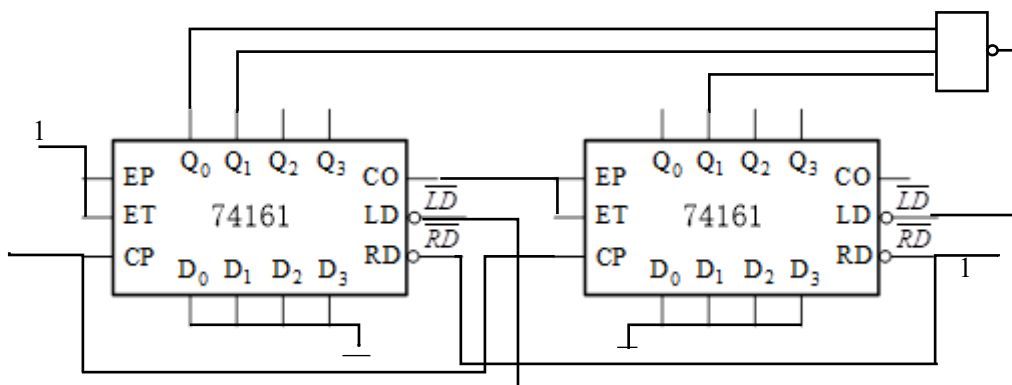 1
Q0 Q1 Q2 Q3
EP CO
ET 74161 LD LD
CP RD RD
D0 D1 D2 D3
Q0 Q1 Q2 Q3
EP CO
ET 74161 LD LD
CP RD RD
D0 D1 D2 D3
1